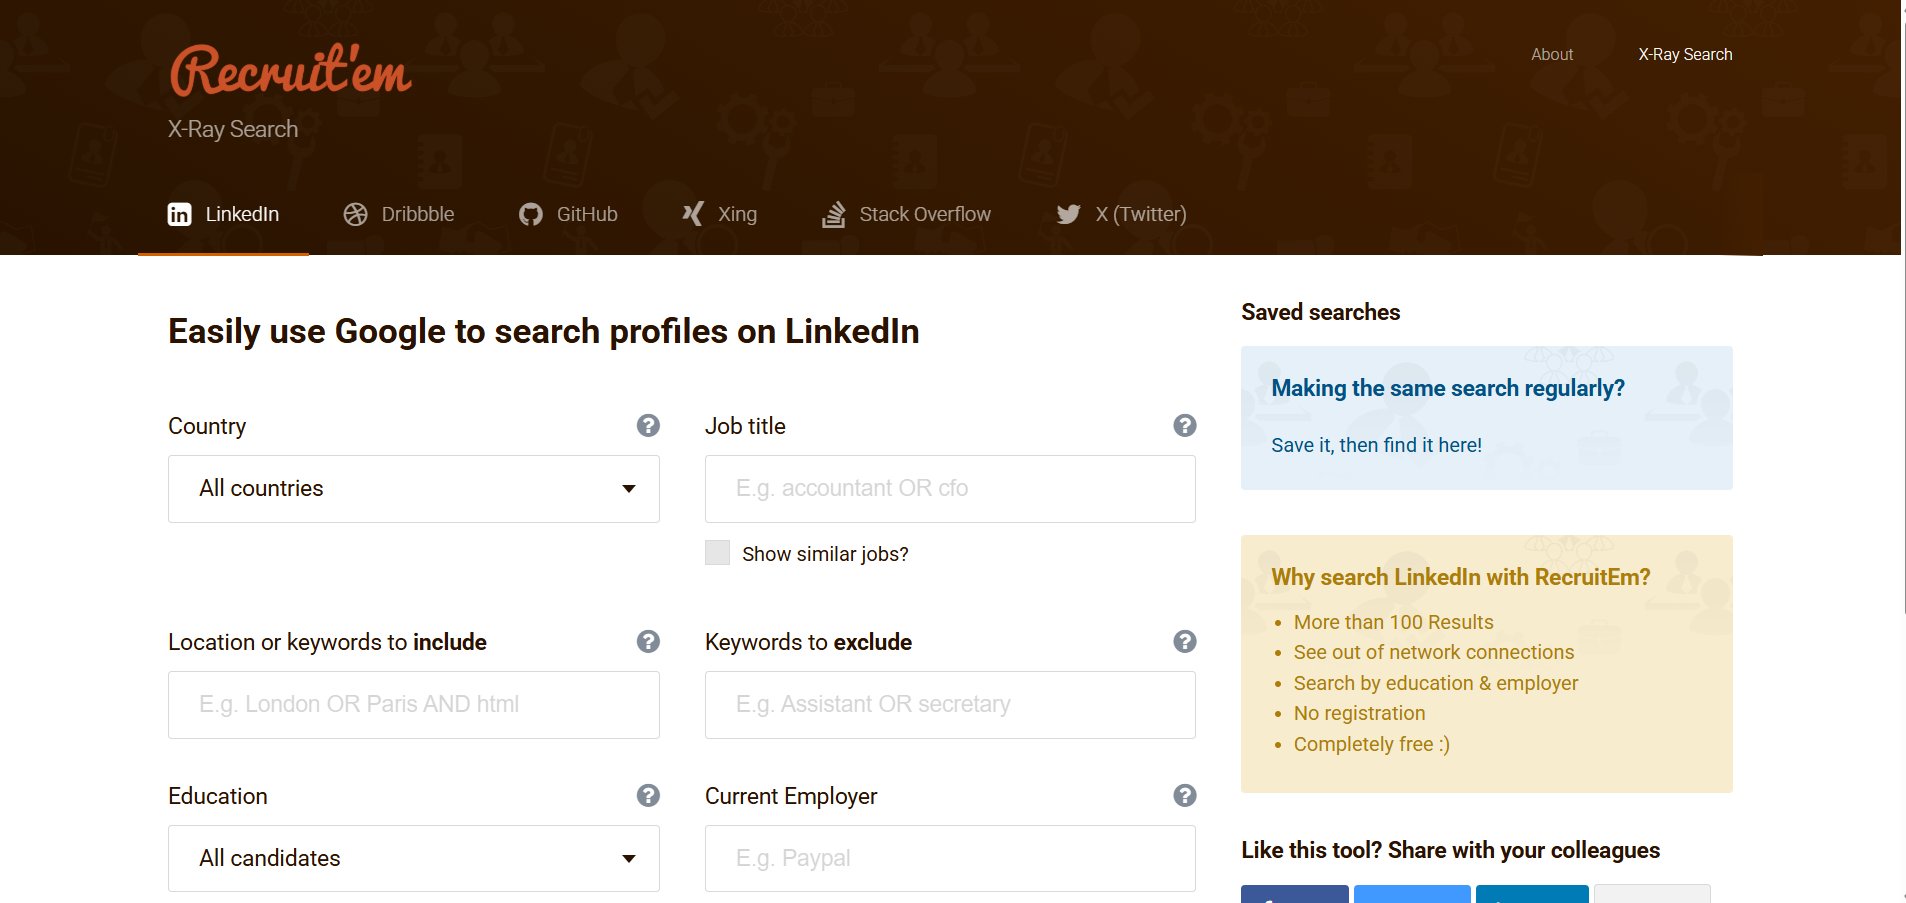 Recruit'em
X-Ray Search
About
X-Ray Search
LinkedIn
Dribbble
GitHub
Xing
Stack Overflow
X (Twitter)
Easily use Google to search profiles on LinkedIn
Country
?
All countries
Job title
?
E.g. accountant OR cfo
Show similar jobs?
Location or keywords to include
?
E.g. London OR Paris AND html
Keywords to exclude
?
E.g. Assistant OR secretary
Education
?
All candidates
Current Employer
?
E.g. Paypal
Saved searches
Making the same search regularly?
Save it, then find it here!
Why search LinkedIn with RecruitEm?
• More than 100 Results
• See out of network connections
• Search by education & employer
• No registration
• Completely free :)
Like this tool? Share with your colleagues